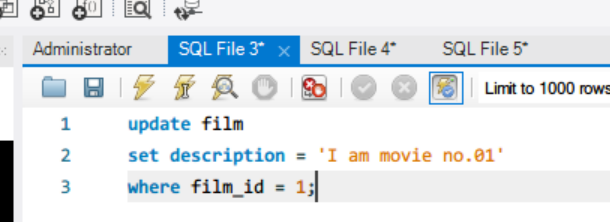 Administrator SQL File 3* × SQL File 4* SQL File 5*
Limit to 1000 rows
1 update film
2 set description = 'I am movie no.01'
3 where film_id = 1;